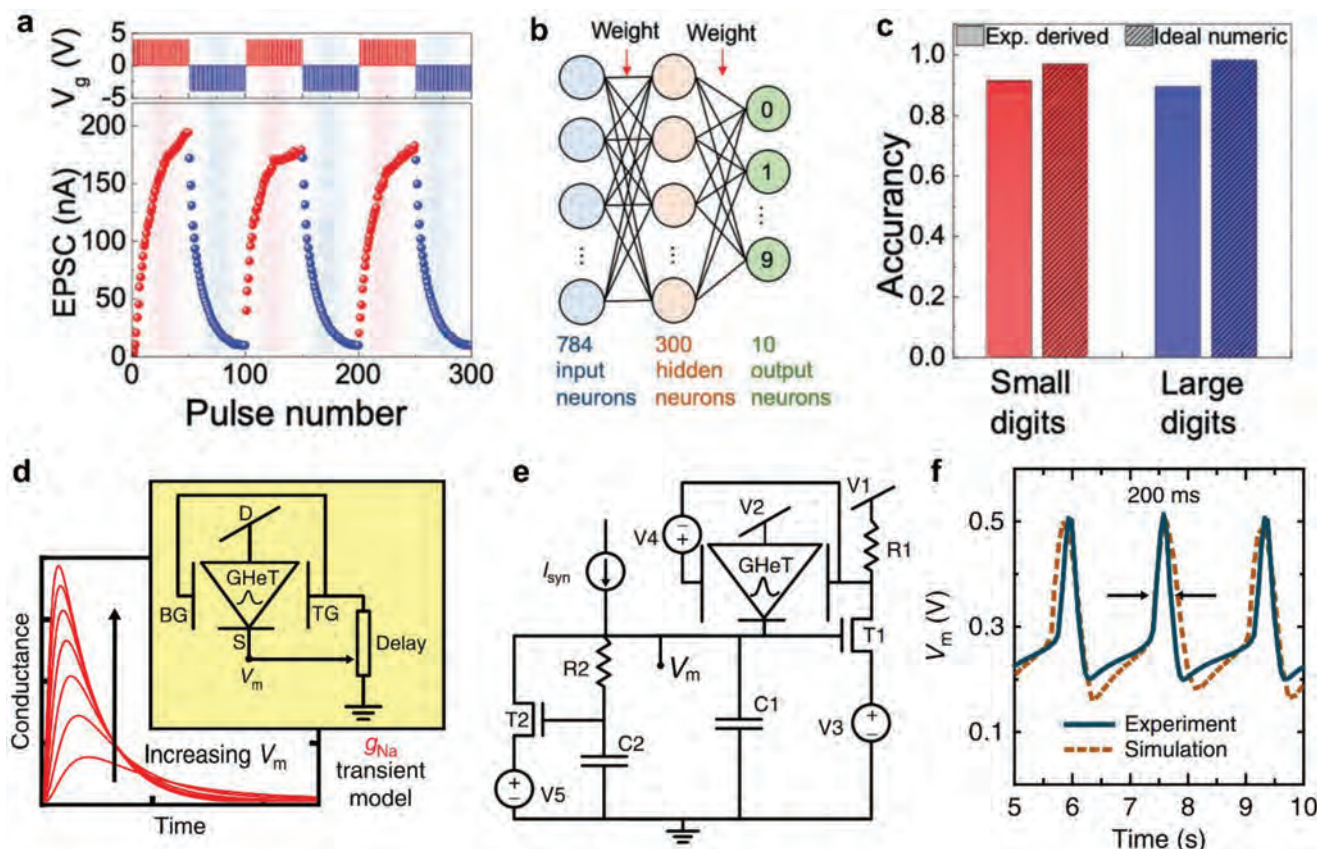 a
V_g (V)
5
0
-5
EPSC (nA)
200
150
100
50
0
0
100
200
300
Pulse number
b
Weight
Weight
0
1
⋮
9
784
input
neurons
300
hidden
neurons
10
output
neurons
c
Exp. derived
Ideal numeric
Accurancy
1.0
0.8
0.6
0.4
0.2
0.0
Small
digits
Large
digits
d
Conductance
Time
Increasing V_m
g_Na
transient
model
D
GHeT
BG
TG
S
V_m
Delay
e
I_syn
V4
V2
V1
GHeT
R1
T1
R2
V_m
T2
C2
C1
V3
V5
f
200 ms
V_m (V)
0.5
0.3
0.1
Experiment
Simulation
5
6
7
8
9
10
Time (s)